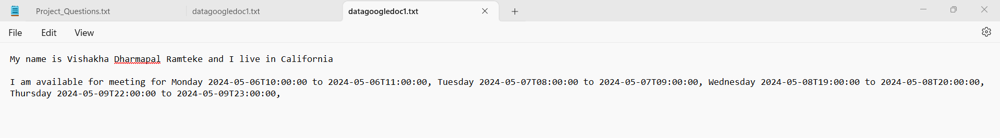 Project_Questions.txt
datagoogledoc1.txt
datagoogledoc1.txt
File Edit View
My name is Vishakha Dharmapal Ramteke and I live in California
I am available for meeting for Monday 2024-05-06T10:00:00 to 2024-05-06T11:00:00, Tuesday 2024-05-07T08:00:00 to 2024-05-07T09:00:00, Wednesday 2024-05-08T19:00:00 to 2024-05-08T20:00:00,
Thursday 2024-05-09T22:00:00 to 2024-05-09T23:00:00,